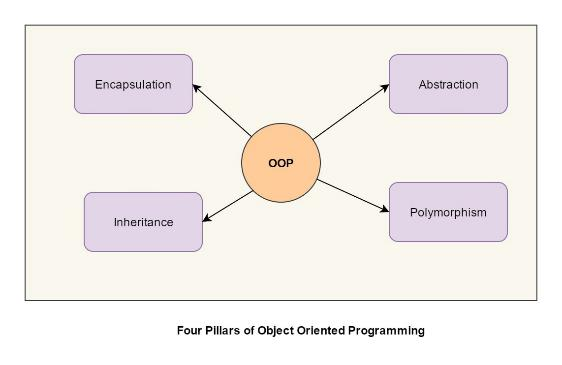 Encapsulation
Abstraction
OOP
Inheritance
Polymorphism
Four Pillars of Object Oriented Programming